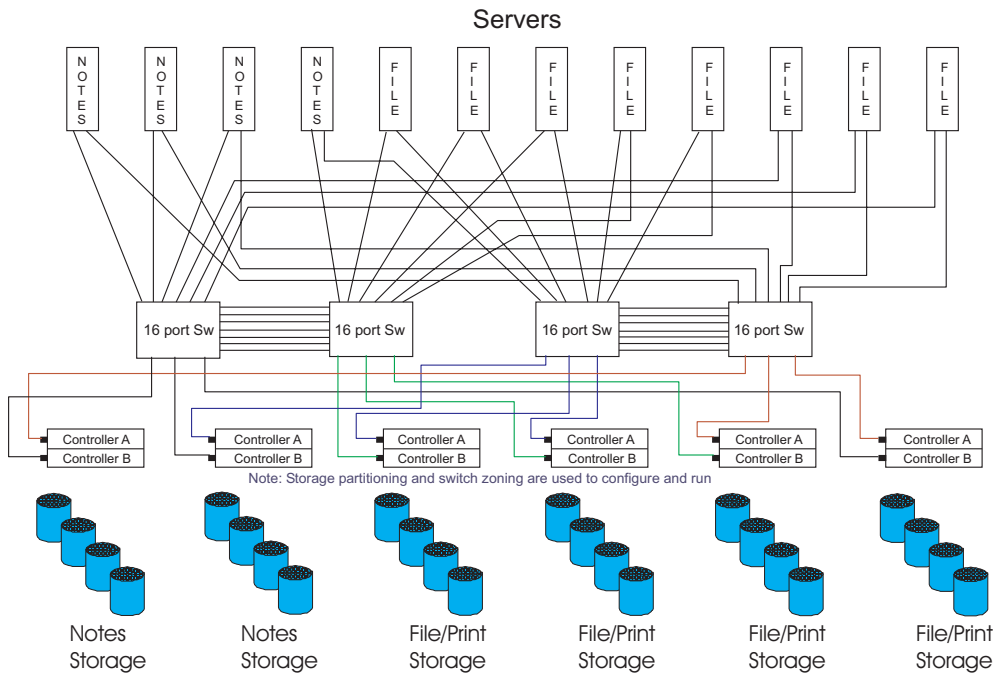 Servers
NOTES
NOTES
NOTES
NOTES
FILE
FILE
FILE
FILE
FILE
FILE
FILE
FILE
16 port Sw
16 port Sw
16 port Sw
16 port Sw
Controller A
Controller B
Controller A
Controller B
Controller A
Controller B
Controller A
Controller B
Controller A
Controller B
Controller A
Controller B
Note: Storage partitioning and switch zoning are used to configure and run
Notes
Storage
Notes
Storage
File/Print
Storage
File/Print
Storage
File/Print
Storage
File/Print
Storage